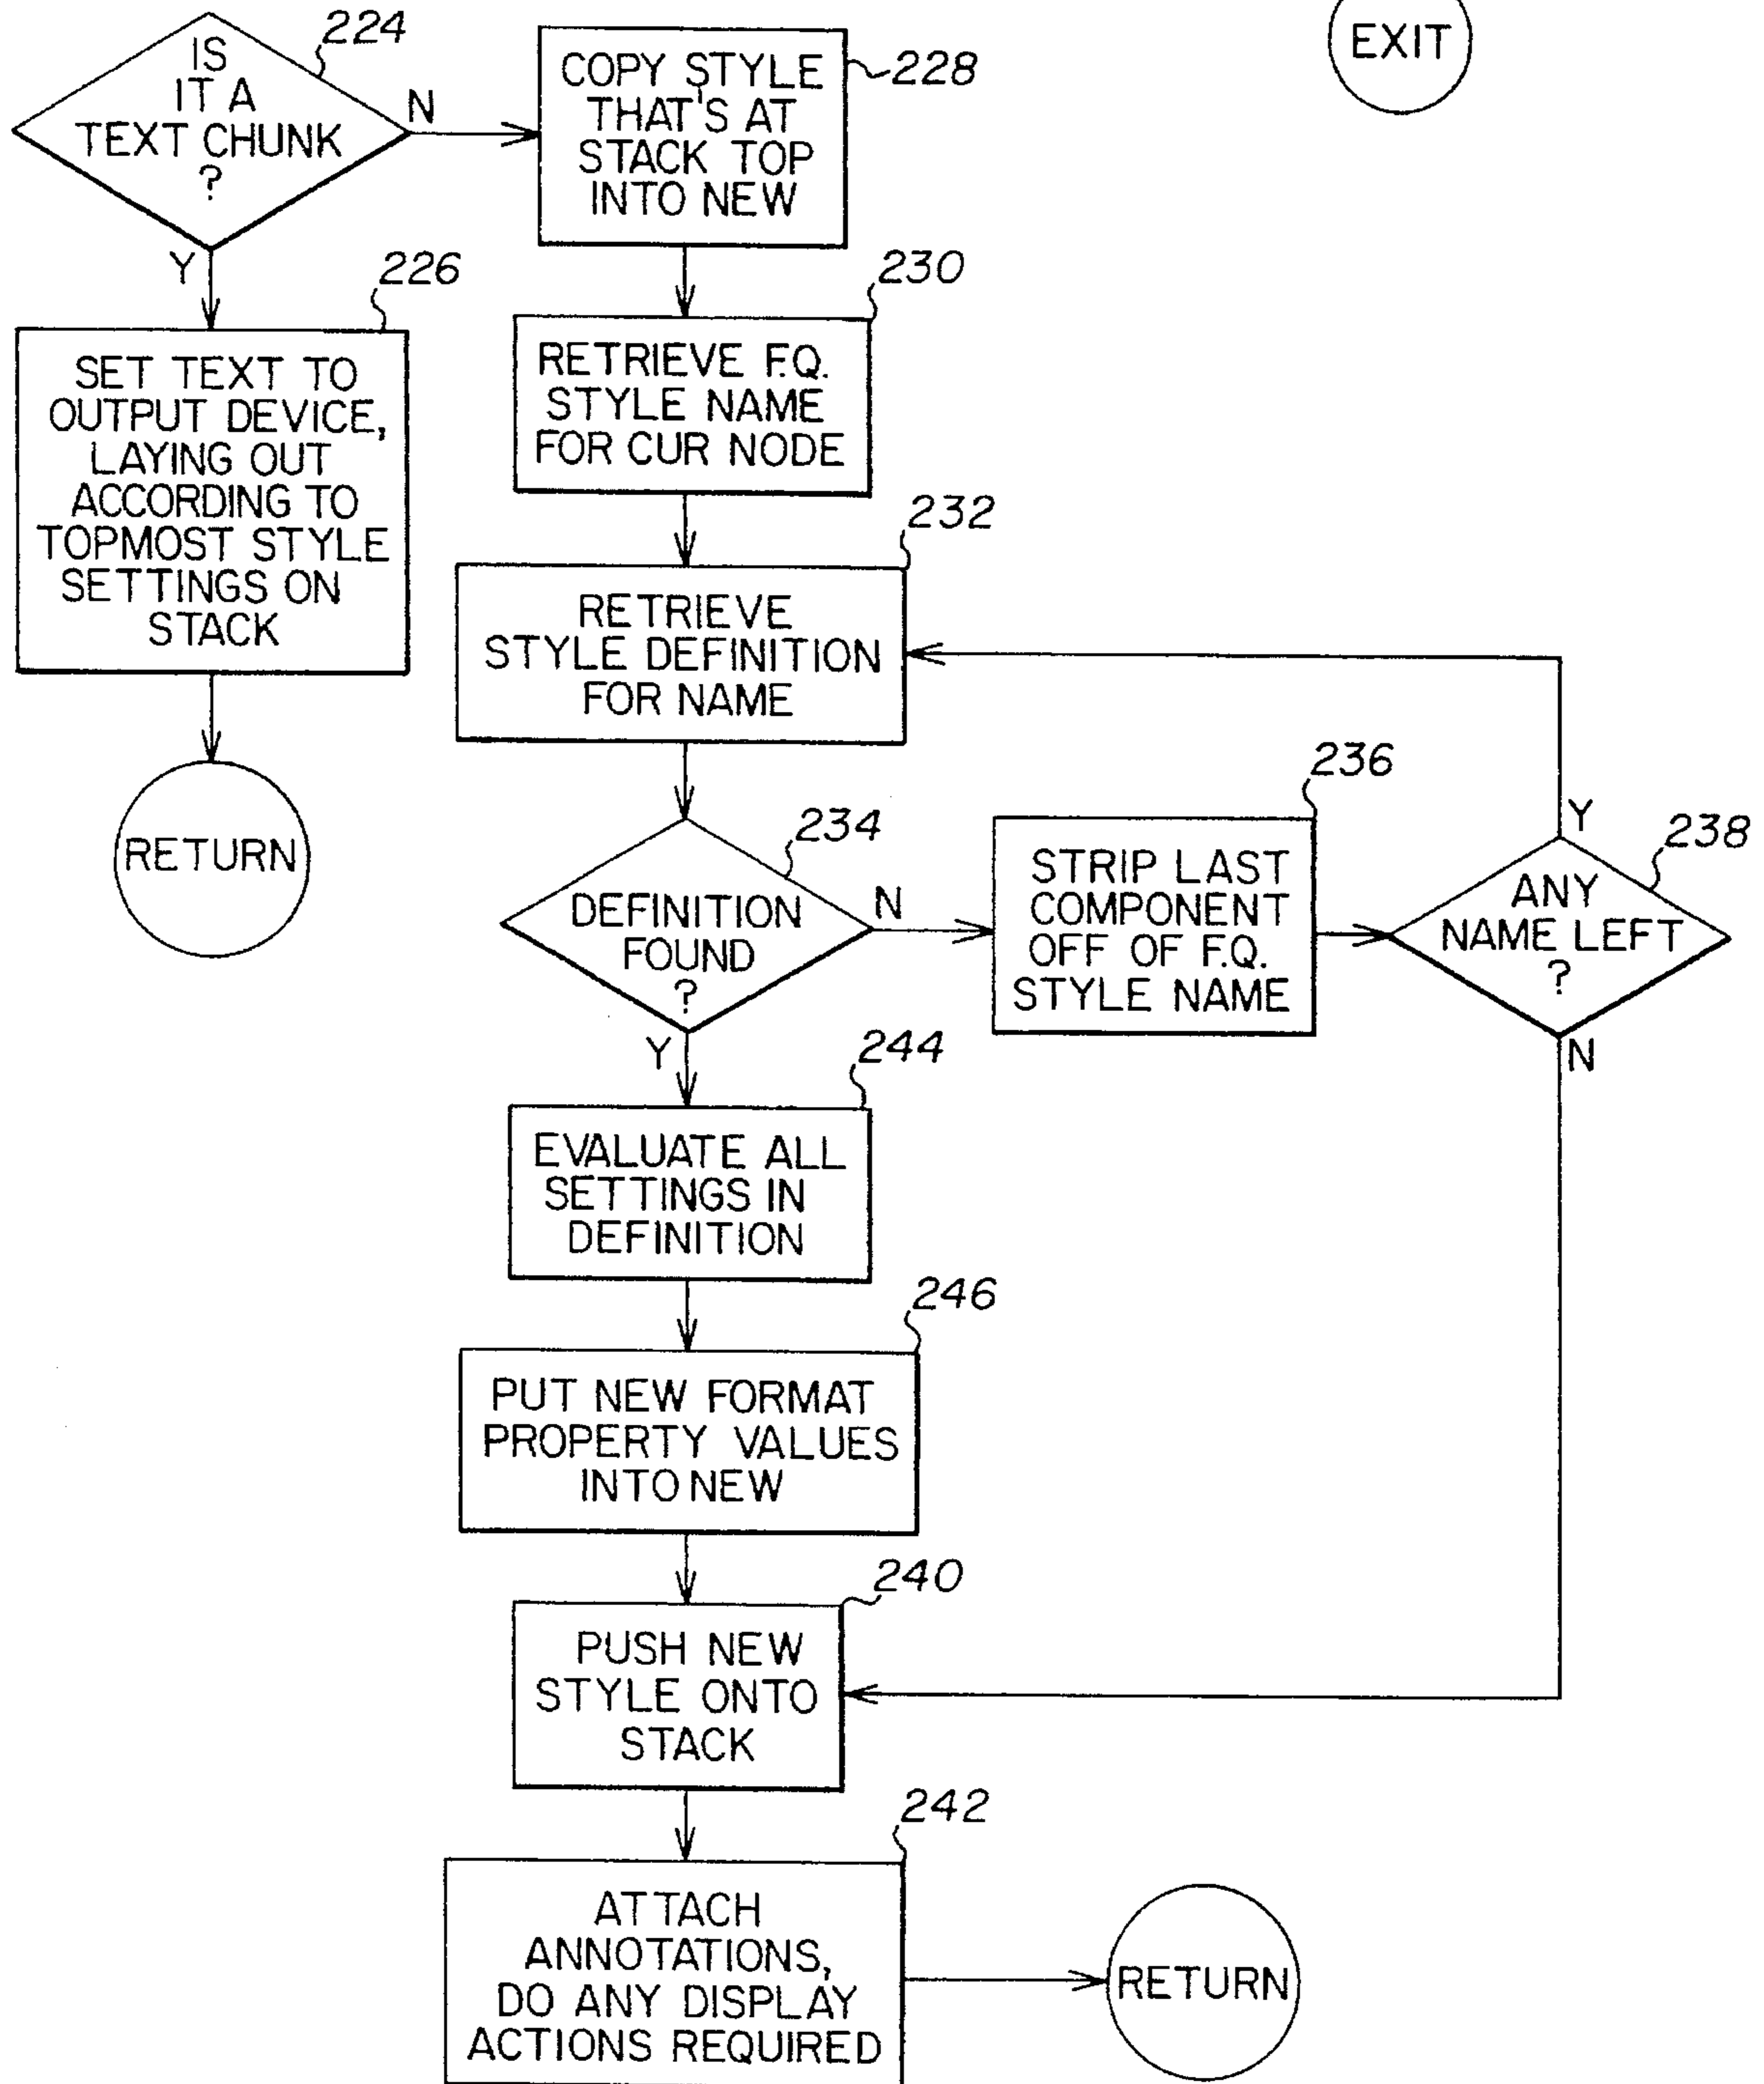 224
IS
IT A
TEXT CHUNK
?
N
Y
EXIT
228
COPY STYLE
THAT'S AT
STACK TOP
INTO NEW
226
SET TEXT TO
OUTPUT DEVICE,
LAYING OUT
ACCORDING TO
TOPMOST STYLE
SETTINGS ON
STACK
RETURN
230
RETRIEVE F.Q.
STYLE NAME
FOR CUR NODE
232
RETRIEVE
STYLE DEFINITION
FOR NAME
234
DEFINITION
FOUND
?
N
Y
236
STRIP LAST
COMPONENT
OFF OF F.Q.
STYLE NAME
238
Y
ANY
NAME LEFT
?
N
244
EVALUATE ALL
SETTINGS IN
DEFINITION
246
PUT NEW FORMAT
PROPERTY VALUES
INTO NEW
240
PUSH NEW
STYLE ONTO
STACK
242
ATTACH
ANNOTATIONS,
DO ANY DISPLAY
ACTIONS REQUIRED
RETURN